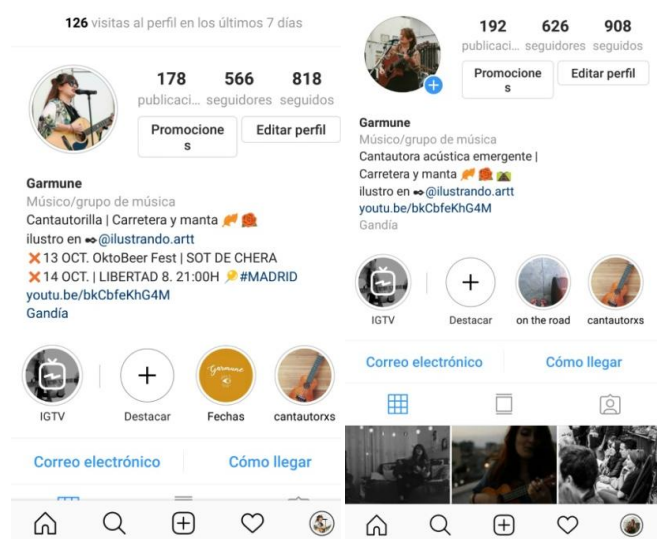 126 visitas al perfil en los últimos 7 días
178 566 818
publicaci... seguidores seguidos
Promocione
s
Editar perfil
Garmune
Músico/grupo de música
Cantautorilla | Carretera y manta 🍂 🌺
ilustro en ✒️@ilustrando.artt
❌13 OCT. OktoBeer Fest | SOT DE CHERA
❌14 OCT. | LIBERTAD 8. 21:00H 🔑#MADRID
youtu.be/bkCbfeKhG4M
Gandía
IGTV Destacar Fechas cantautorxs
Garmune
Correo electrónico Cómo llegar
192 626 908
publicaci... seguidores seguidos
Promocione
s
Editar perfil
Garmune
Músico/grupo de música
Cantautora acústica emergente |
Carretera y manta 🍂 🌺 🛤️
ilustro en ✒️@ilustrando.artt
youtu.be/bkCbfeKhG4M
Gandía
IGTV Destacar on the road cantautorxs
Correo electrónico Cómo llegar